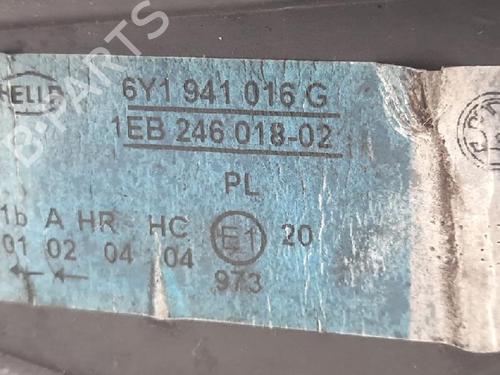 HELLA
6Y1 941 016 G
1EB 246 018-02
PL
1b A HR HC E1 20
01 02 04 04
973
B-PARTS